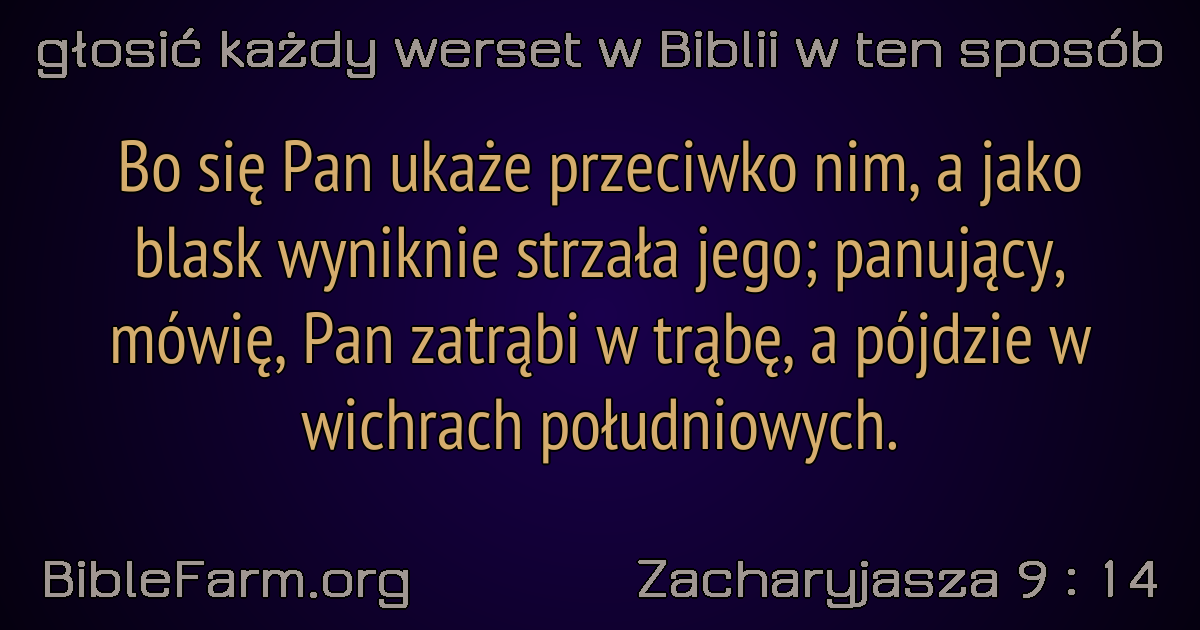 głosić każdy werset w Biblii w ten sposób
Bo się Pan ukaże przeciwko nim, a jako
blask wyniknie strzała jego; panujący,
mówię, Pan zatrąbi w trąbę, a pójdzie w
wichrach południowych.
BibleFarm.org
Zacharyjasza 9 : 14